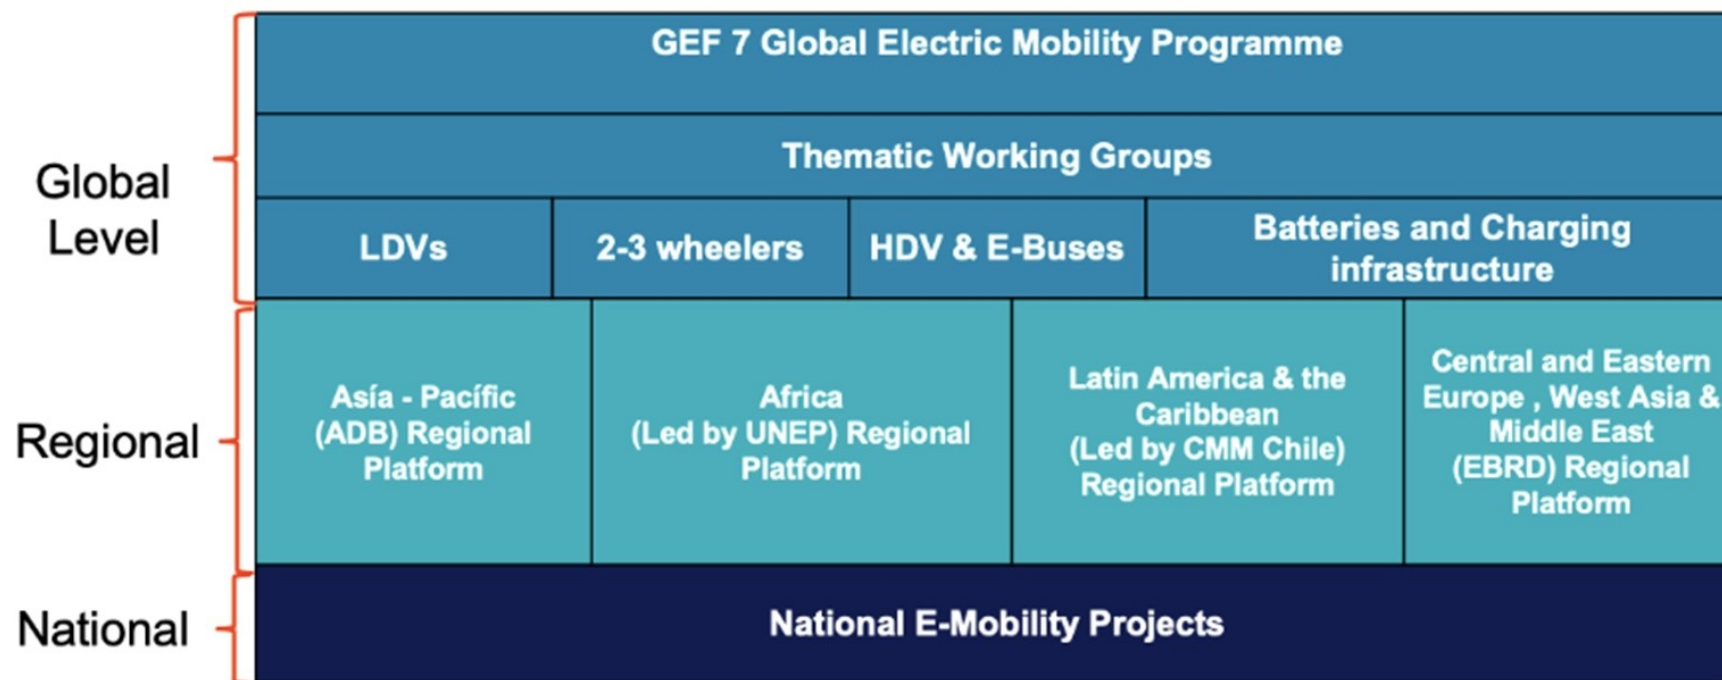 GEF 7 Global Electric Mobility Programme
Thematic Working Groups
Global
Level
LDVs
2-3 wheelers
HDV & E-Buses
Batteries and Charging
infrastructure
Regional
Asía - Pacífic
(ADB) Regional
Platform
Africa
(Led by UNEP) Regional
Platform
Latin America & the
Caribbean
(Led by CMM Chile)
Regional Platform
Central and Eastern
Europe , West Asia &
Middle East
(EBRD) Regional
Platform
National
National E-Mobility Projects